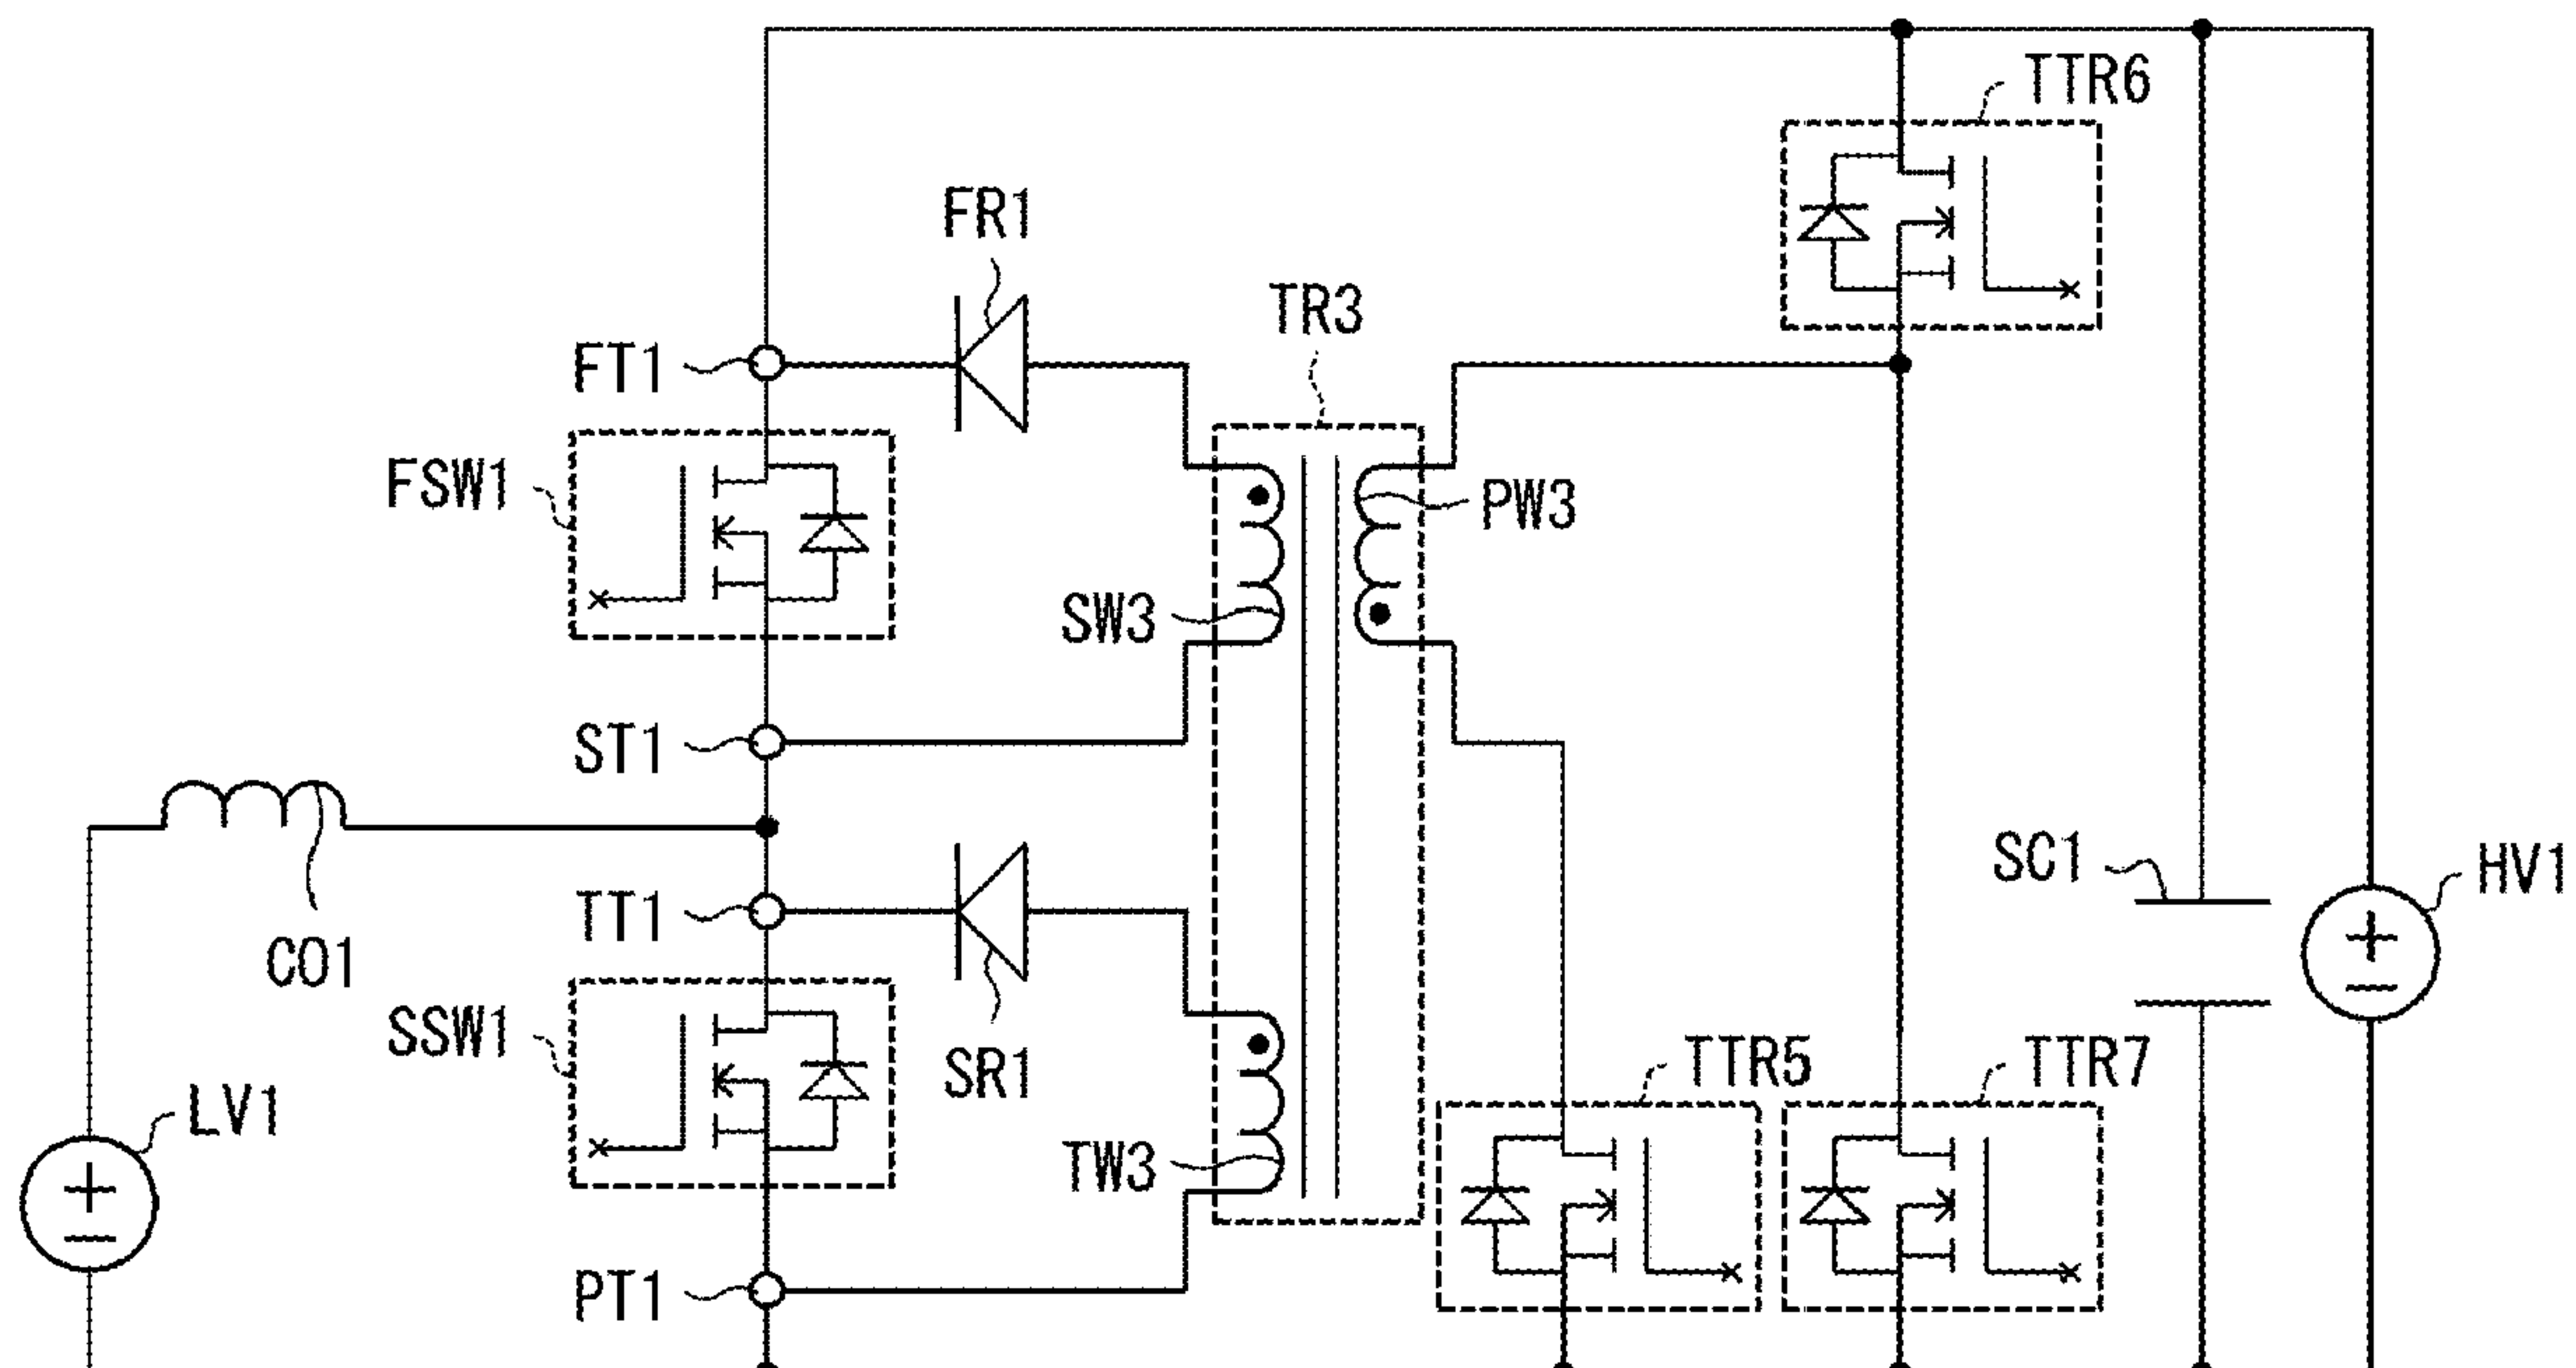 TTR6
FR1
TR3
FT1
FSW1
PW3
SW3
ST1
SC1
HV1
TT1
CO1
SSW1
SR1
TTR5
TTR7
LV1
TW3
PT1